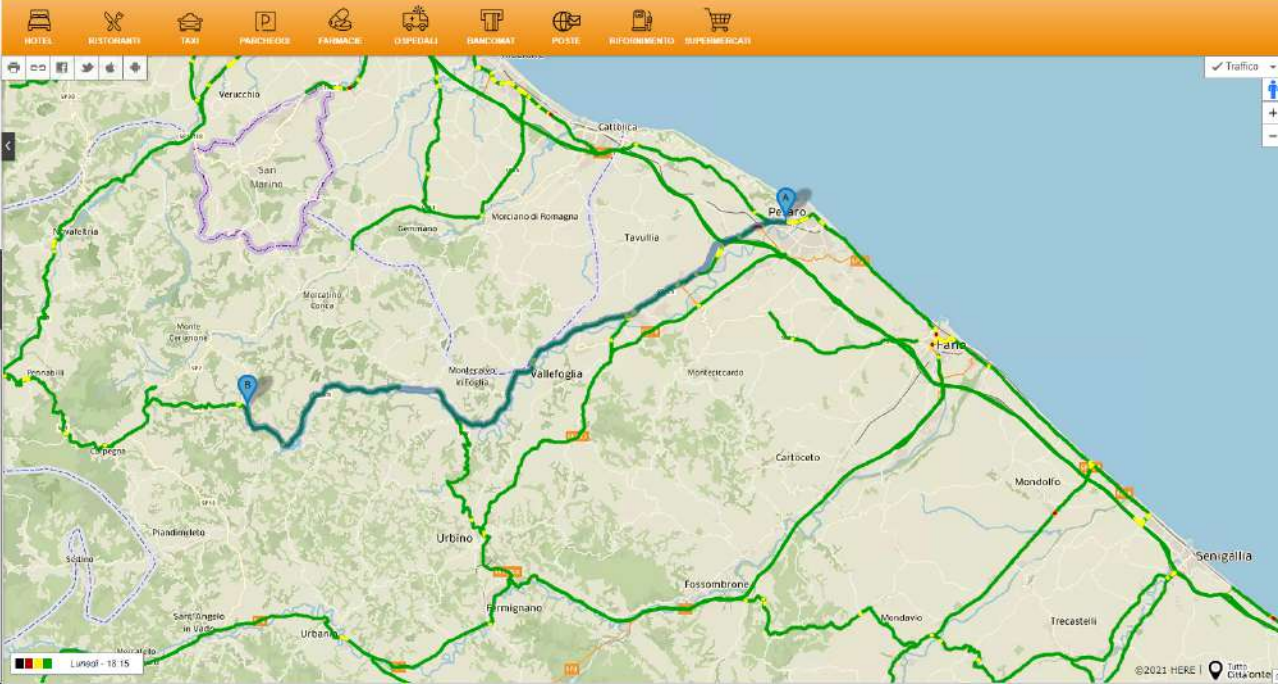 HOTEL
RISTORANTI
TAXI
PARCHEGGI
FARMACIE
OSPEDALI
BANCOMAT
POSTE
RIFORNIMENTO
SUPERMERCATI
Traffico
Verucchio
Cattolica
San
Marino
A
Pesaro
Morciano di Romagna
Gemmano
Tavullia
Novafeltria
Mercatino
Conca
Monte
Cerignone
Fano
Pennabilli
B
Montecalvo
in Foglia
Vallefoglia
Monteciccardo
Carpegna
Cartoceto
Mondolfo
Piandimeleto
Urbino
Sestino
Senigallia
Fossombrone
Fermignano
Sant'Angelo
in Vado
Urbania
Mondavio
Trecastelli
Lunedì - 18:15
©2021 HERE |
Tutto
Città